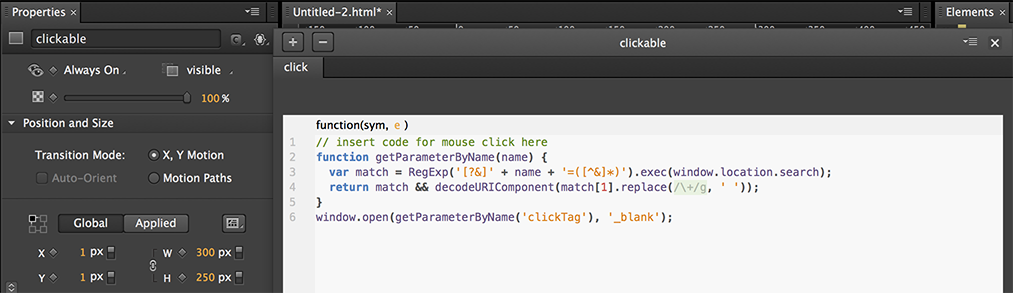 Properties ×
clickable
Always On
visible
100 %
Position and Size
Transition Mode:
X, Y Motion
Auto-Orient
Motion Paths
Global
Applied
X 1 px W 300 px
Y 1 px H 250 px
Untitled-2.html* ×
Elements ×
+ − clickable ×
click
function(sym, e )
1 // insert code for mouse click here
2 function getParameterByName(name) {
3 var match = RegExp('[?&]' + name + '=([^&]*)').exec(window.location.search);
4 return match && decodeURIComponent(match[1].replace(/\+/g, ' '));
5 }
6 window.open(getParameterByName('clickTag'), '_blank');